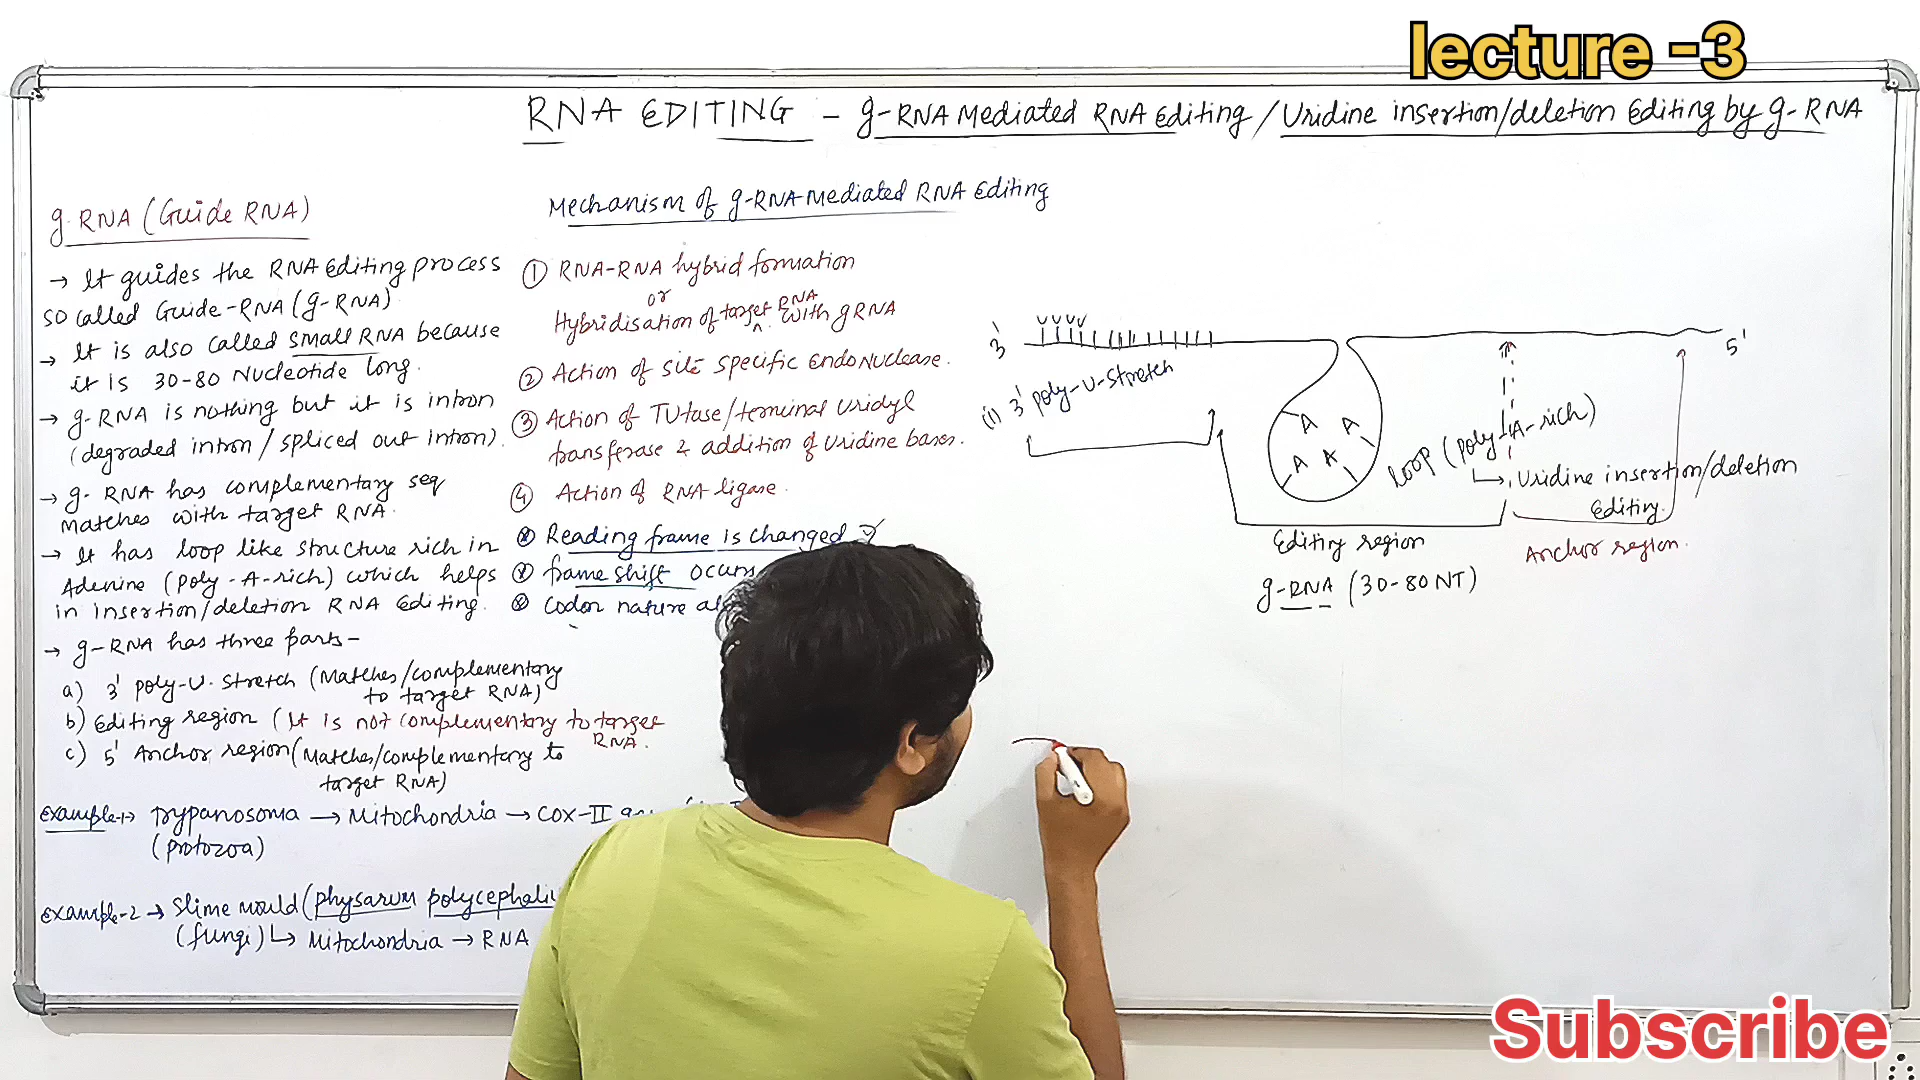 lecture -3
RNA EDITING - g-RNA Mediated RNA Editing / Uridine insertion/deletion Editing by g-RNA
g-RNA (Guide RNA)
→ It guides the RNA Editing process
so called Guide-RNA (g-RNA)
→ It is also called small RNA because
it is 30-80 Nucleotide long.
→ g-RNA is nothing but it is intron
(degraded intron / spliced out intron).
→ g-RNA has complementary seq
matches with target RNA.
→ It has loop like structure rich in
Adenine (poly-A-rich) which helps
in insertion/deletion RNA Editing.
→ g-RNA has three parts-
a) 3' poly-U-stretch (Matches/complementary
to target RNA)
b) Editing region (It is not complementary to target
RNA.
c) 5' Anchor region (Matches/complementary to
target RNA)
Example-1→ Trypanosoma → Mitochondria → COX-II
(protozoa)
Example-2 → Slime mould (physarum
(fungi) ↳ Mitochondria → RNA
Mechanism of g-RNA mediated RNA Editing
① RNA-RNA hybrid formation
or
Hybridisation of target RNA with gRNA
② Action of site specific endonuclease.
③ Action of TUtase/terminal uridyl
transferase & addition of uridine bases.
④ Action of RNA ligase.
Reading frame is changed
frame shift occurs
Codon nature
3'
U U U U
5'
(i) 3' poly-U-stretch
A A
A A
Loop (poly-A-rich)
↳ Uridine insertion/deletion
Editing.
Editing region
Anchor region.
g-RNA (30-80 NT)
Subscribe